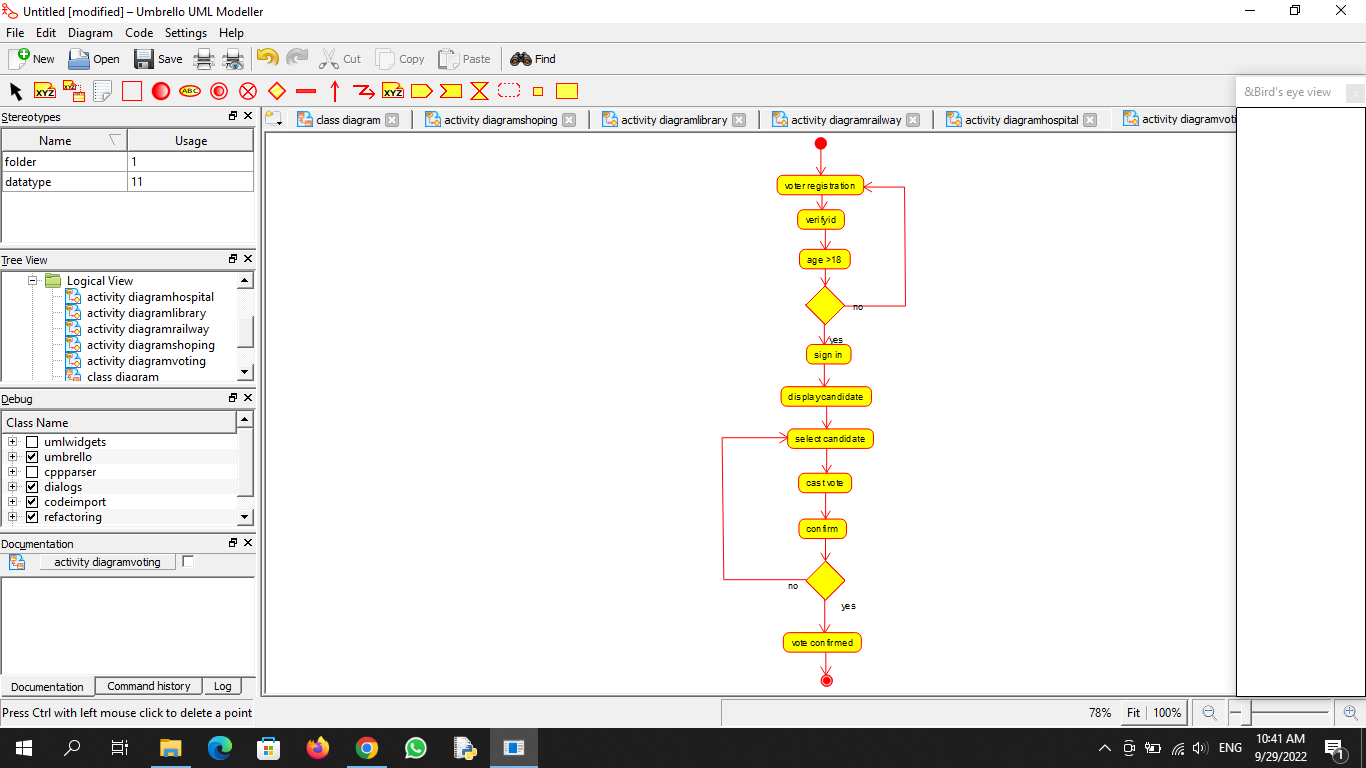 Untitled [modified] – Umbrello UML Modeller
File Edit Diagram Code Settings Help
New Open Save Cut Copy Paste Find
XYZ XYZ ABC XYZ
&Bird's eye view
Stereotypes
Name Usage
folder 1
datatype 11
Tree View
Logical View
activity diagramhospital
activity diagramlibrary
activity diagramrailway
activity diagramshoping
activity diagramvoting
class diagram
Debug
Class Name
umlwidgets
umbrello
cppparser
dialogs
codeimport
refactoring
Documentation
activity diagramvoting
Documentation Command history Log
class diagram activity diagramshoping activity diagramlibrary activity diagramrailway activity diagramhospital activity diagramvoti
voter registration
verifyid
age >18
no
yes
sign in
displaycandidate
select candidate
cast vote
confirm
no
yes
vote confirmed
Press Ctrl with left mouse click to delete a point
78% Fit 100%
ENG
10:41 AM
9/29/2022
1